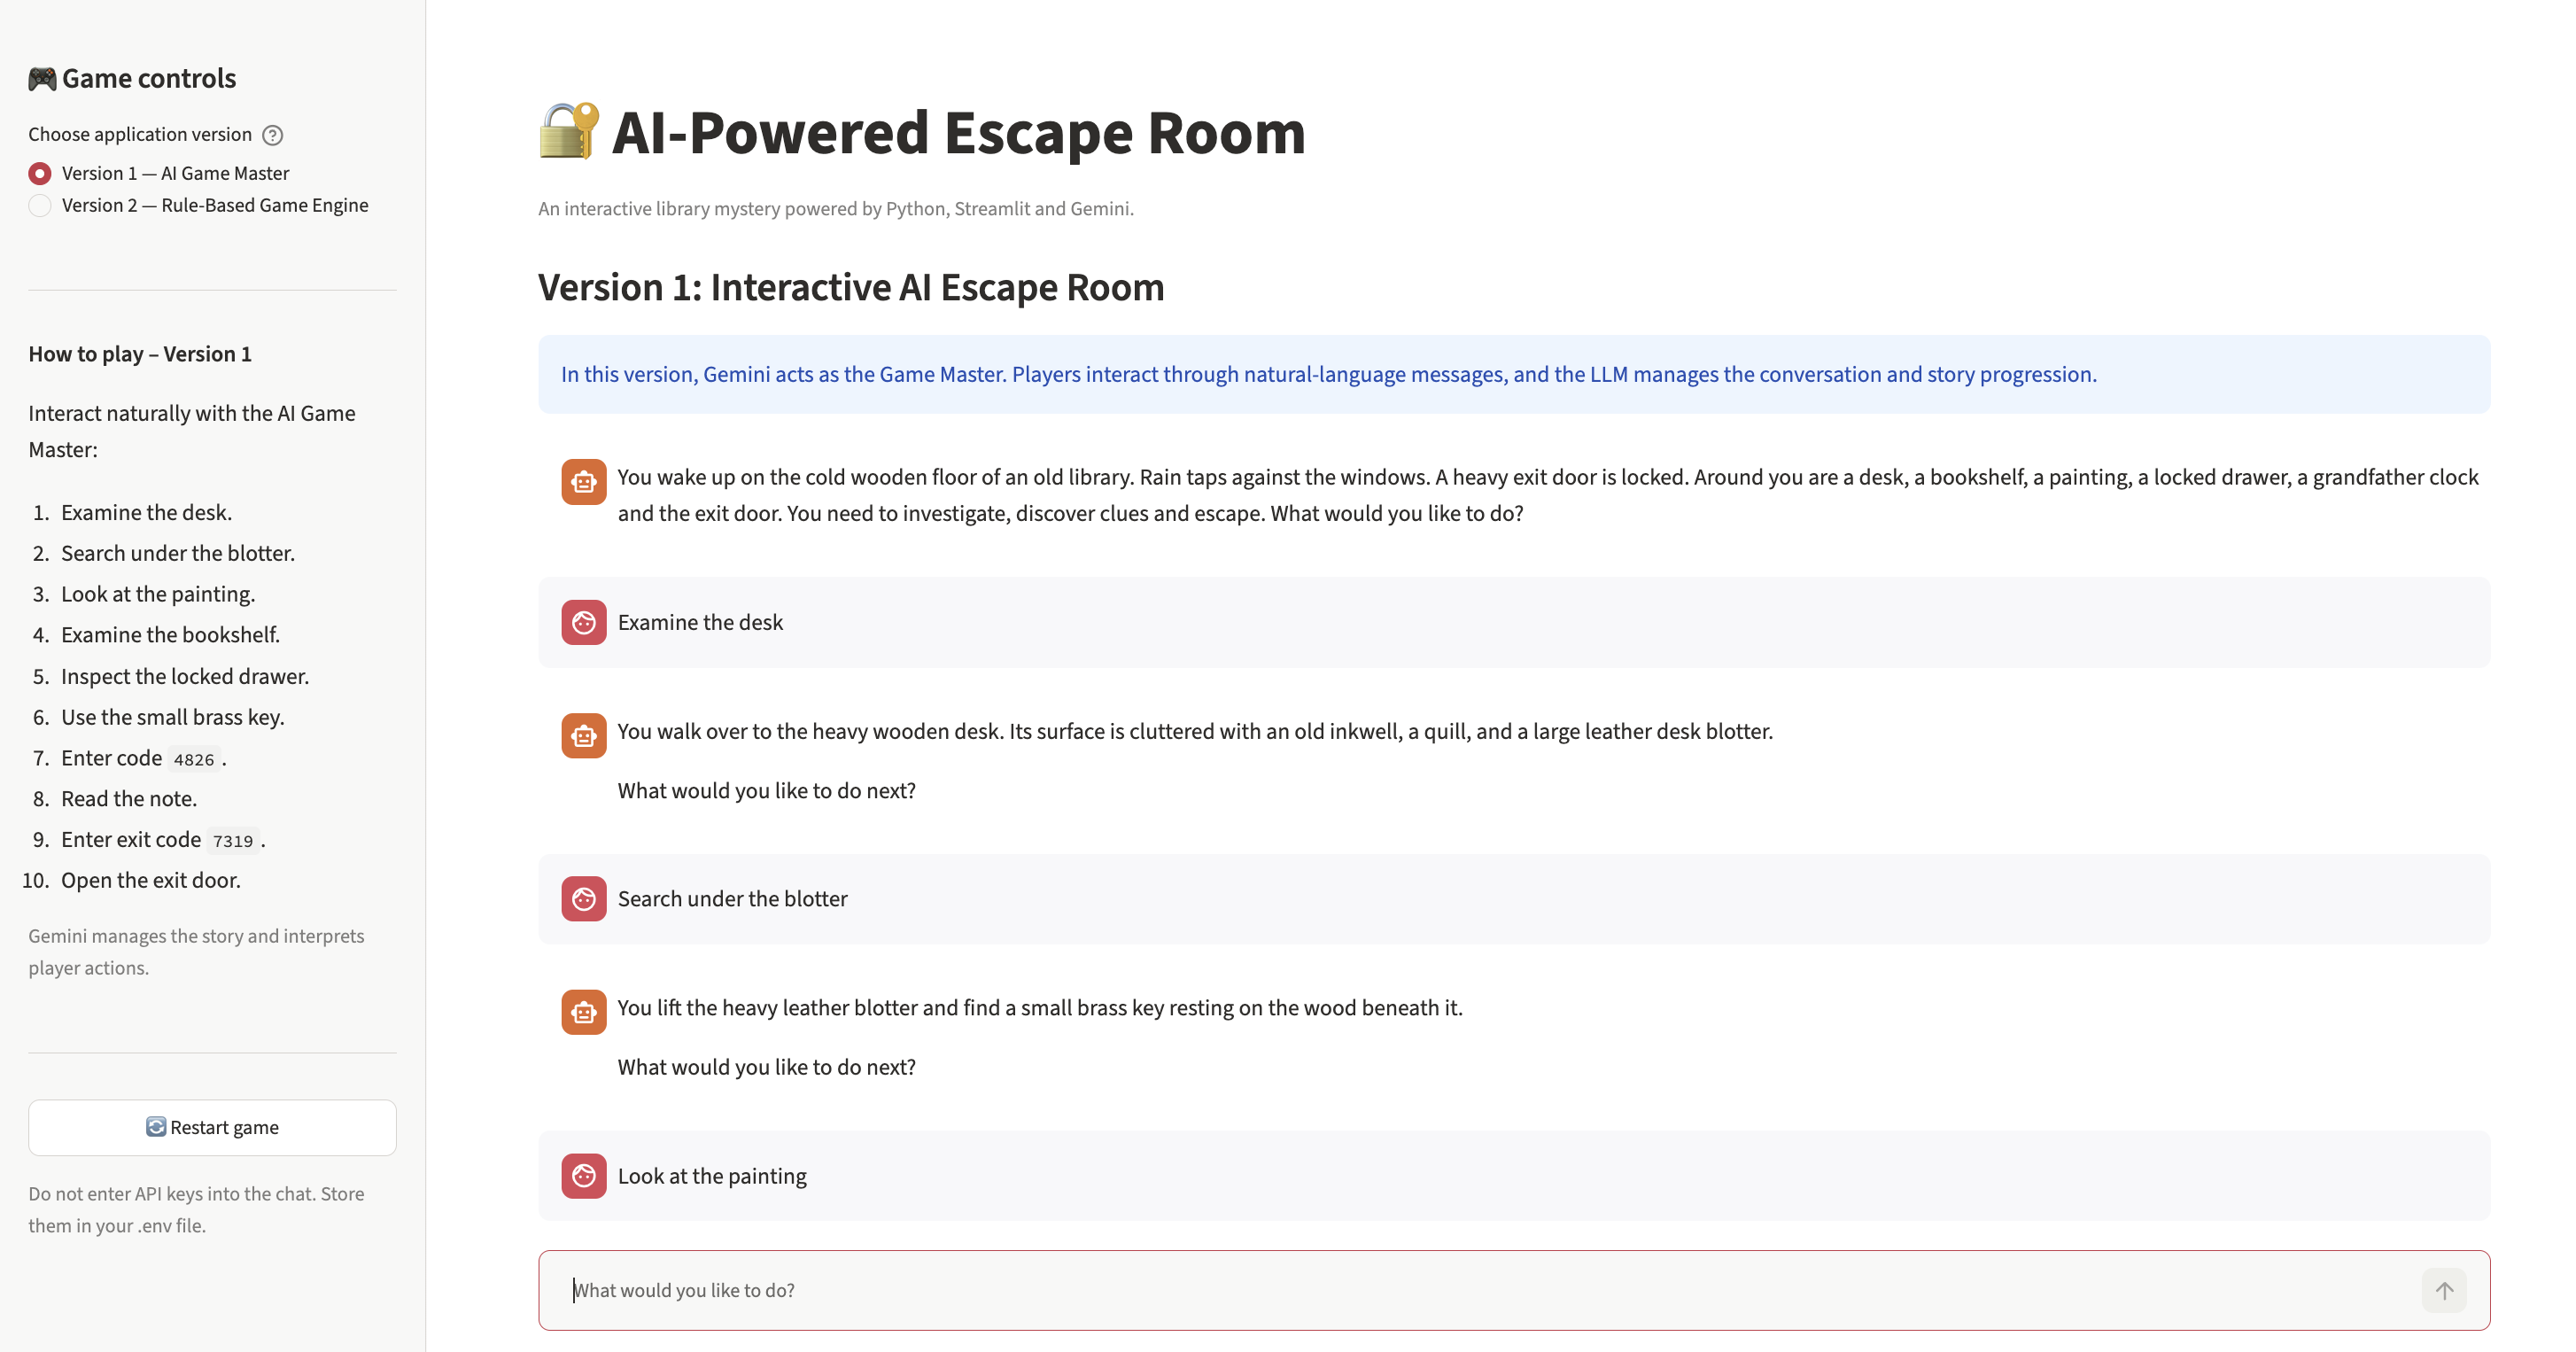 Game controls
Choose application version
Version 1 — AI Game Master
Version 2 — Rule-Based Game Engine
How to play – Version 1
Interact naturally with the AI Game
Master:
1. Examine the desk.
2. Search under the blotter.
3. Look at the painting.
4. Examine the bookshelf.
5. Inspect the locked drawer.
6. Use the small brass key.
7. Enter code 4826.
8. Read the note.
9. Enter exit code 7319.
10. Open the exit door.
Gemini manages the story and interprets
player actions.
Restart game
Do not enter API keys into the chat. Store
them in your .env file.
AI-Powered Escape Room
An interactive library mystery powered by Python, Streamlit and Gemini.
Version 1: Interactive AI Escape Room
In this version, Gemini acts as the Game Master. Players interact through natural-language messages, and the LLM manages the conversation and story progression.
You wake up on the cold wooden floor of an old library. Rain taps against the windows. A heavy exit door is locked. Around you are a desk, a bookshelf, a painting, a locked drawer, a grandfather clock
and the exit door. You need to investigate, discover clues and escape. What would you like to do?
Examine the desk
You walk over to the heavy wooden desk. Its surface is cluttered with an old inkwell, a quill, and a large leather desk blotter.
What would you like to do next?
Search under the blotter
You lift the heavy leather blotter and find a small brass key resting on the wood beneath it.
What would you like to do next?
Look at the painting
What would you like to do?